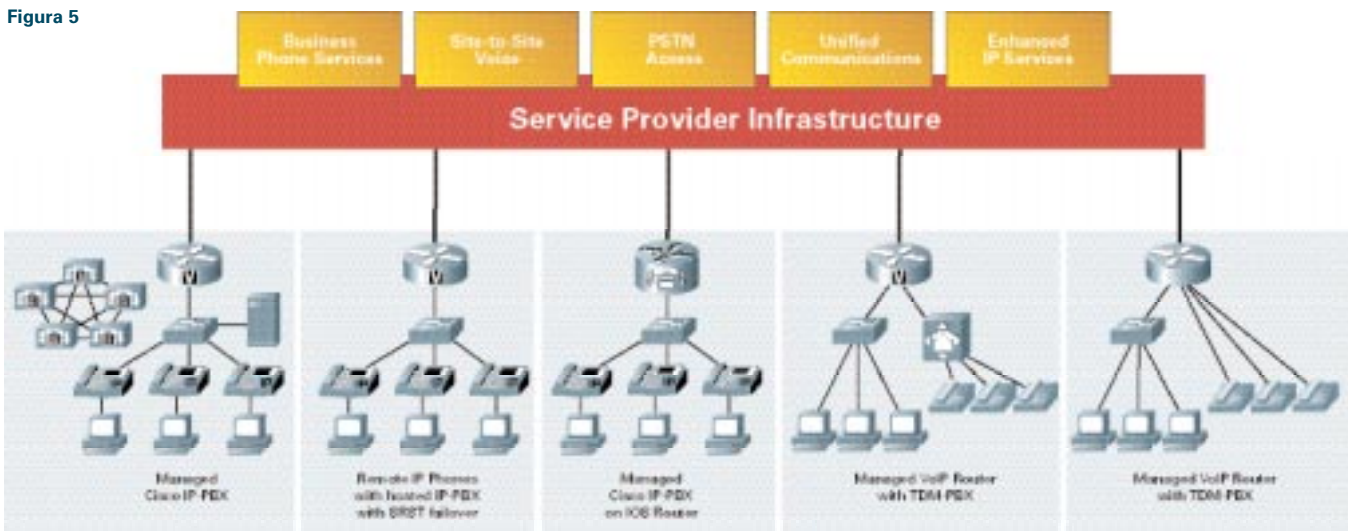 Figura 5
Business
Phone Services
Site-to-Site
Voice
PSTN
Access
Unified
Communications
Enhanced
IP Services
Service Provider Infrastructure
V
V
V
Managed
Cisco IP-PBX
Remote IP Phones
with hosted IP-PBX
with SRST failover
Managed
Cisco IP-PBX
on IOS Router
Managed VoIP Router
with TDM-PBX
Managed VoIP Router
with TDM-PBX